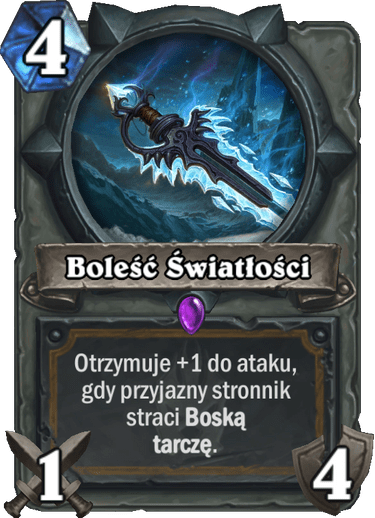 4
Boleść Światłości
Otrzymuje +1 do ataku,
gdy przyjazny stronnik
straci Boską
tarczę.
1
4